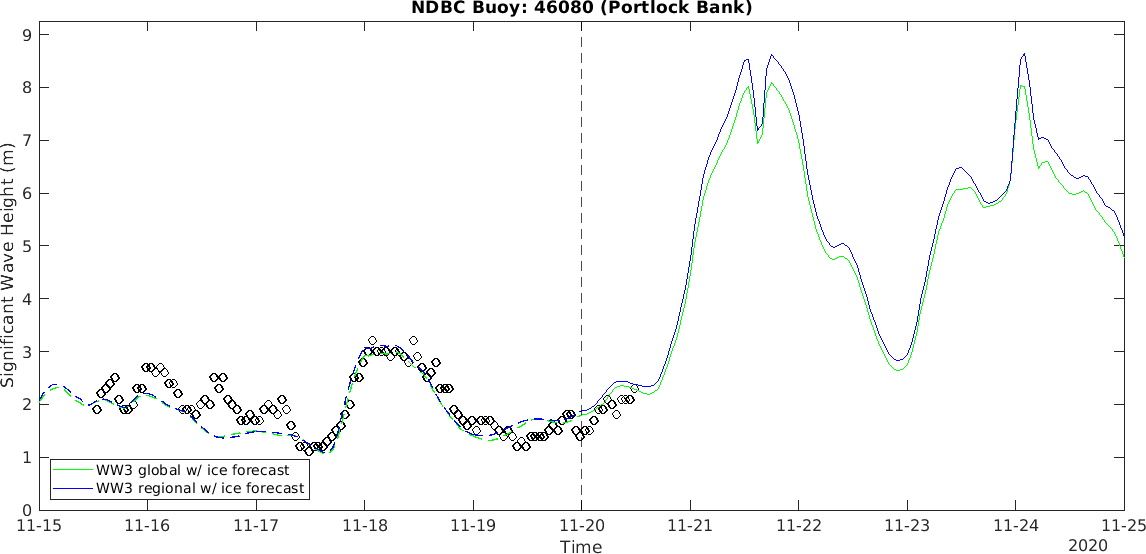 NDBC Buoy: 46080 (Portlock Bank)
9
8
7
6
5
4
3
2
1
0
Significant Wave Height (m)
WW3 global w/ ice forecast
WW3 regional w/ ice forecast
11-15 11-16 11-17 11-18 11-19 11-20 11-21 11-22 11-23 11-24 11-25
Time
2020